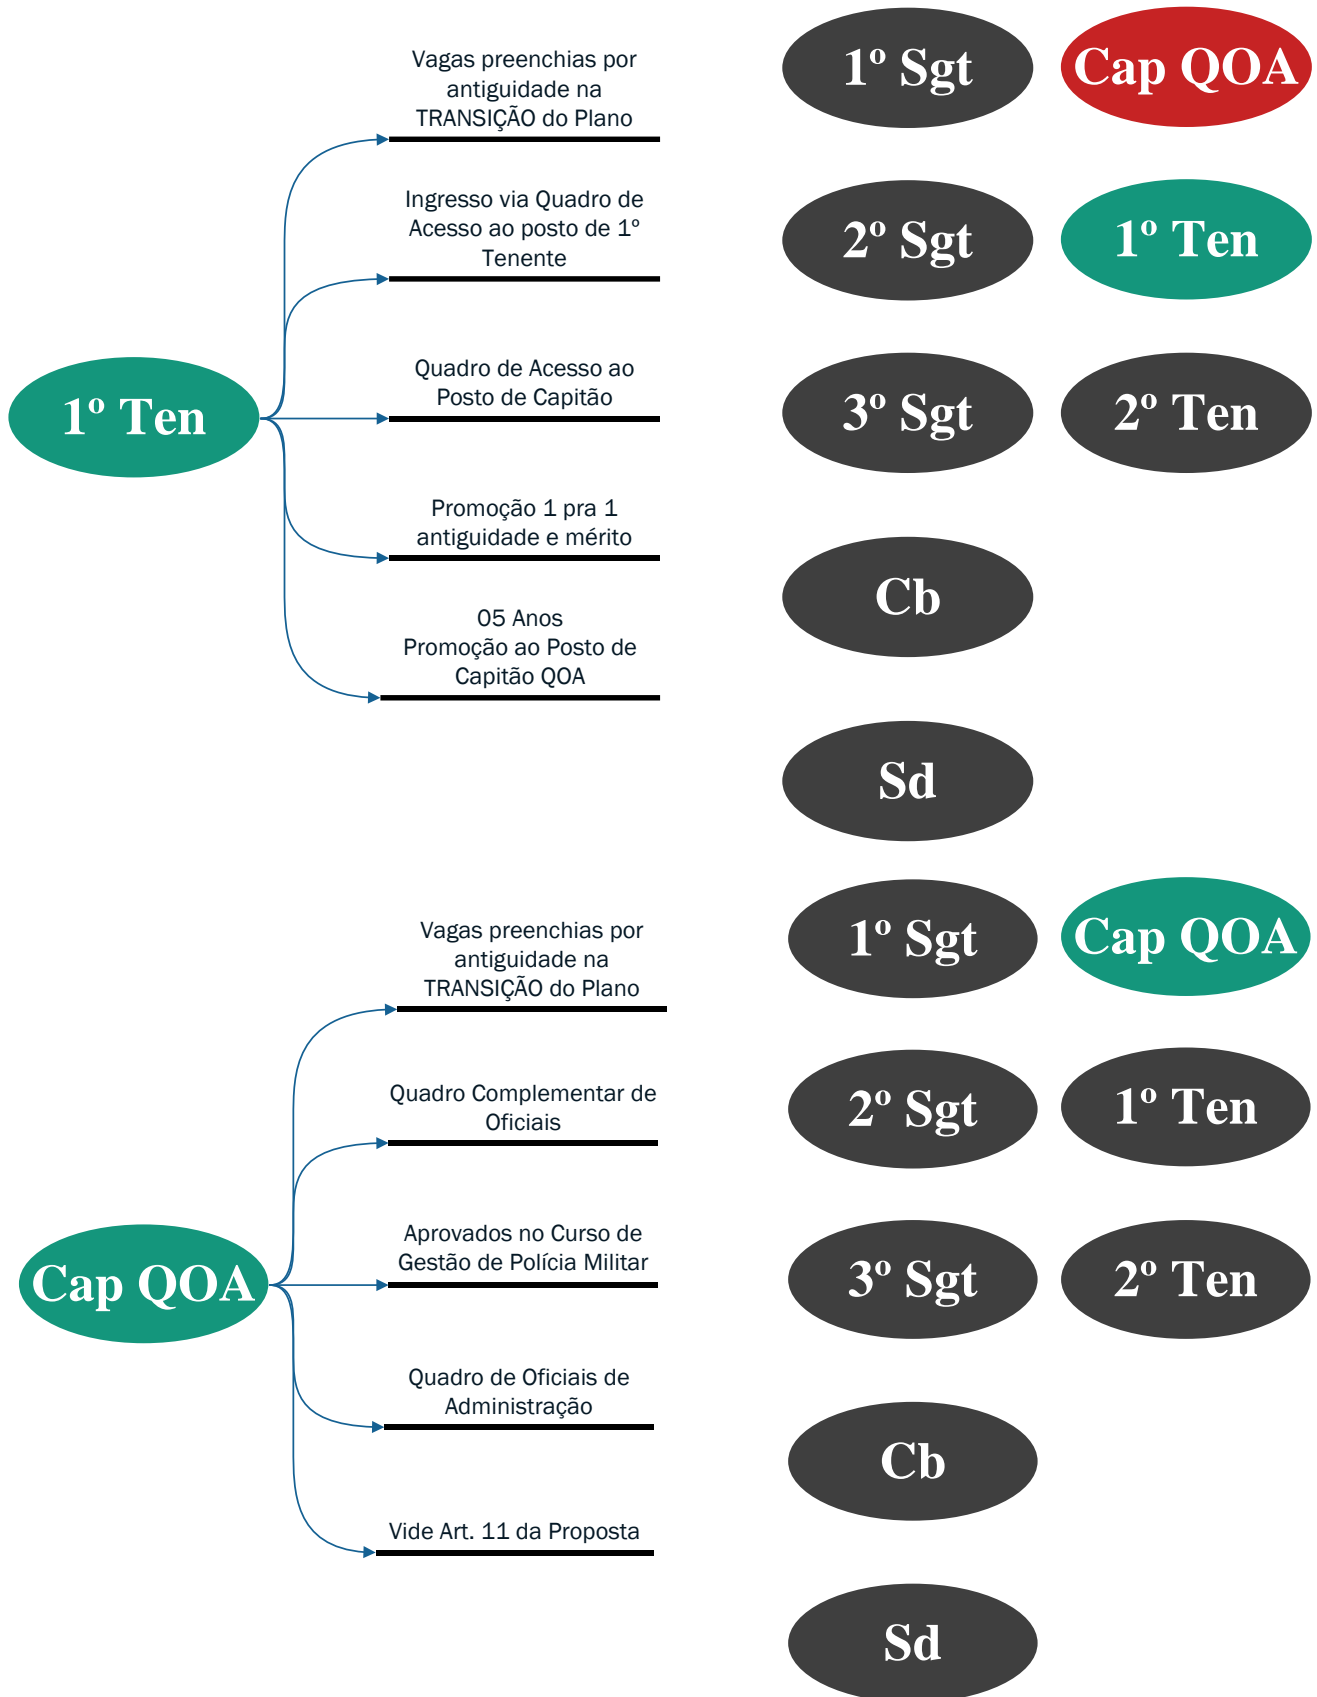 Vagas preenchias por
antiguidade na
TRANSIÇÃO do Plano
Ingresso via Quadro de
Acesso ao posto de 1º
Tenente
1º Ten
Quadro de Acesso ao
Posto de Capitão
Promoção 1 pra 1
antiguidade e mérito
05 Anos
Promoção ao Posto de
Capitão QOA
1º Sgt
Cap QOA
2º Sgt
1º Ten
3º Sgt
2º Ten
Cb
Sd
Vagas preenchias por
antiguidade na
TRANSIÇÃO do Plano
Quadro Complementar de
Oficiais
Cap QOA
Aprovados no Curso de
Gestão de Polícia Militar
Quadro de Oficiais de
Administração
Vide Art. 11 da Proposta
1º Sgt
Cap QOA
2º Sgt
1º Ten
3º Sgt
2º Ten
Cb
Sd